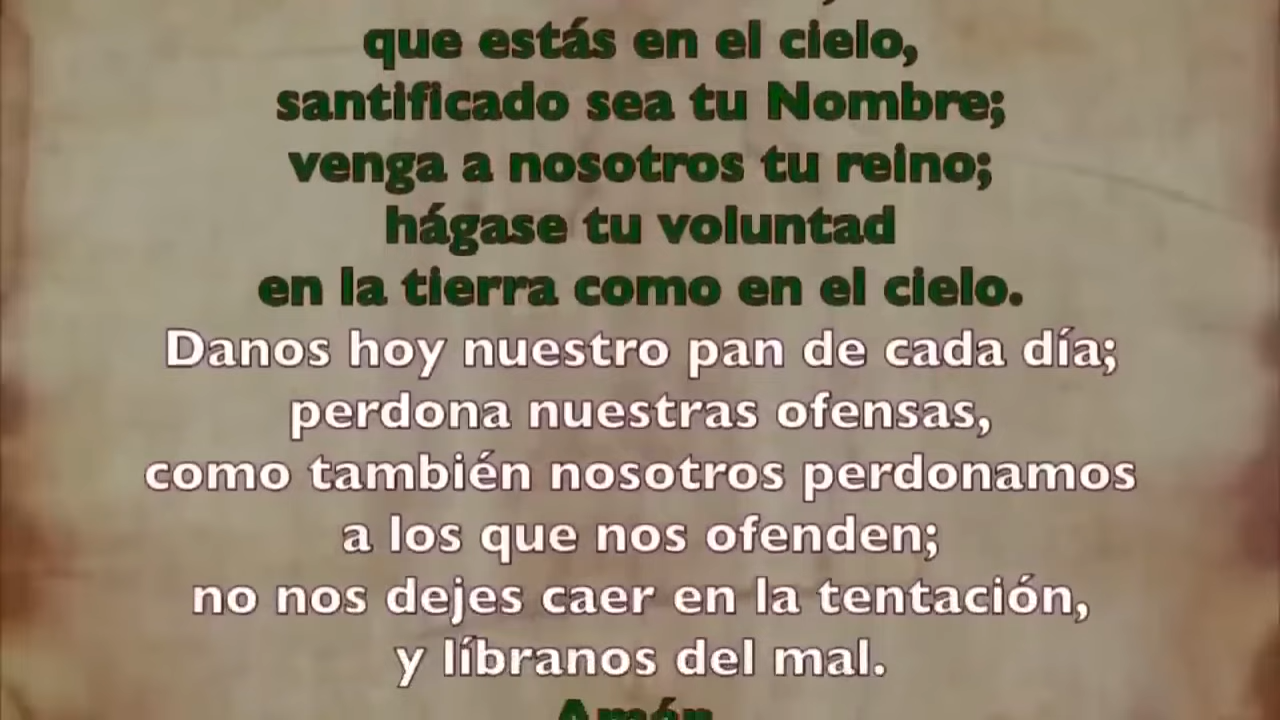 que estás en el cielo,
santificado sea tu Nombre;
venga a nosotros tu reino;
hágase tu voluntad
en la tierra como en el cielo.
Danos hoy nuestro pan de cada día;
perdona nuestras ofensas,
como también nosotros perdonamos
a los que nos ofenden;
no nos dejes caer en la tentación,
y líbranos del mal.
Amén